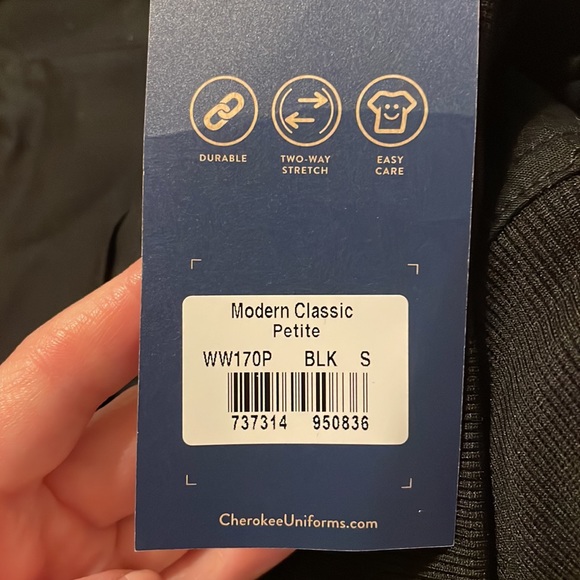 DURABLE
TWO-WAY
STRETCH
EASY
CARE
Modern Classic
Petite
WW170P BLK S
737314 950836
CherokeeUniforms.com